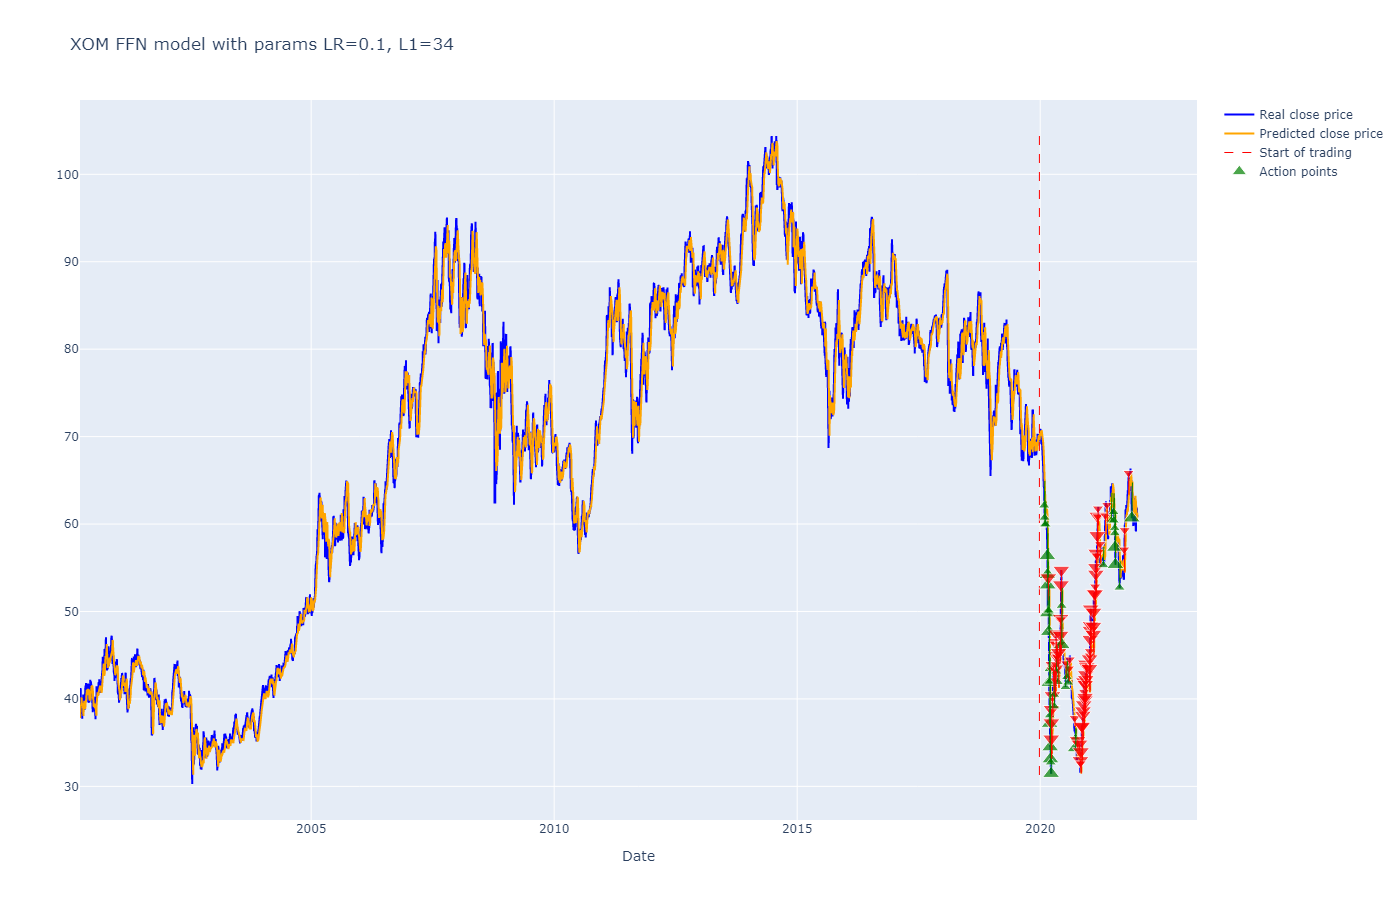 XOM FFN model with params LR=0.1, L1=34
Real close price
Predicted close price
Start of trading
Action points
100
90
80
70
60
50
40
30
2005
2010
2015
2020
Date